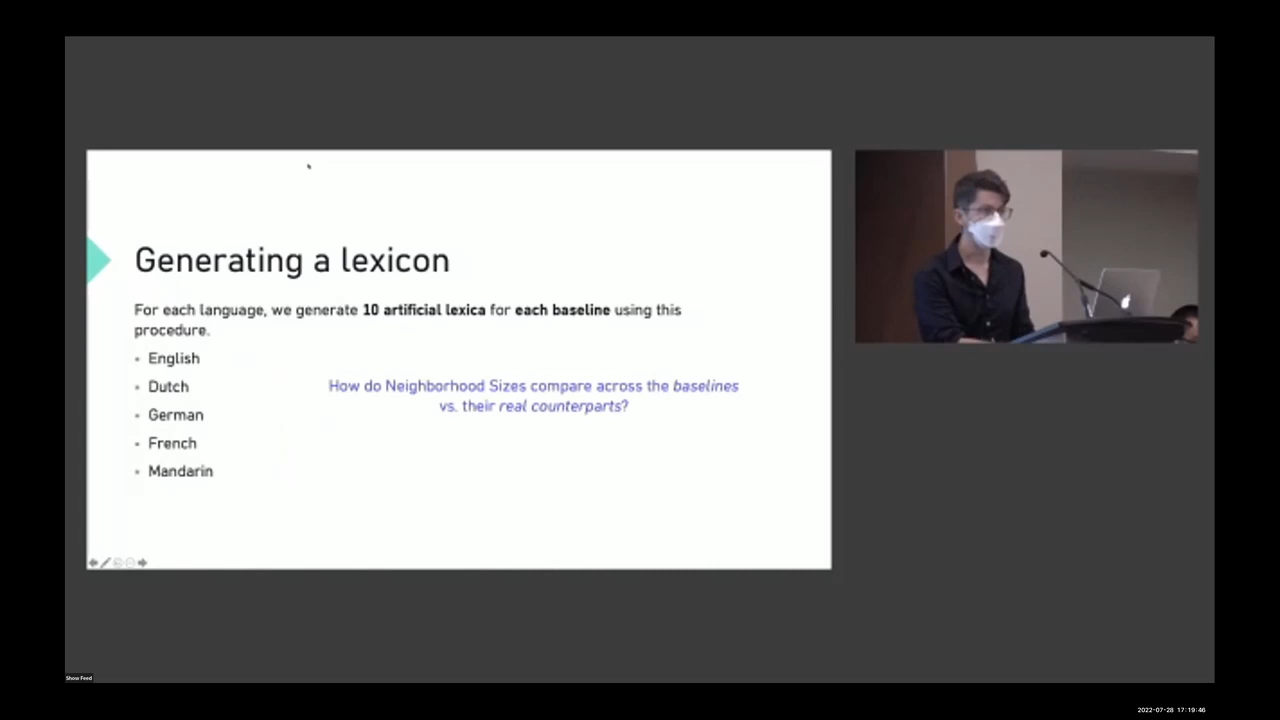 Generating a lexicon
For each language, we generate 10 artificial lexica for each baseline using this
procedure.
• English
• Dutch
• German
• French
• Mandarin
How do Neighborhood Sizes compare across the baselines
vs. their real counterparts?
Show Feed
2022-07-28 17:19:46